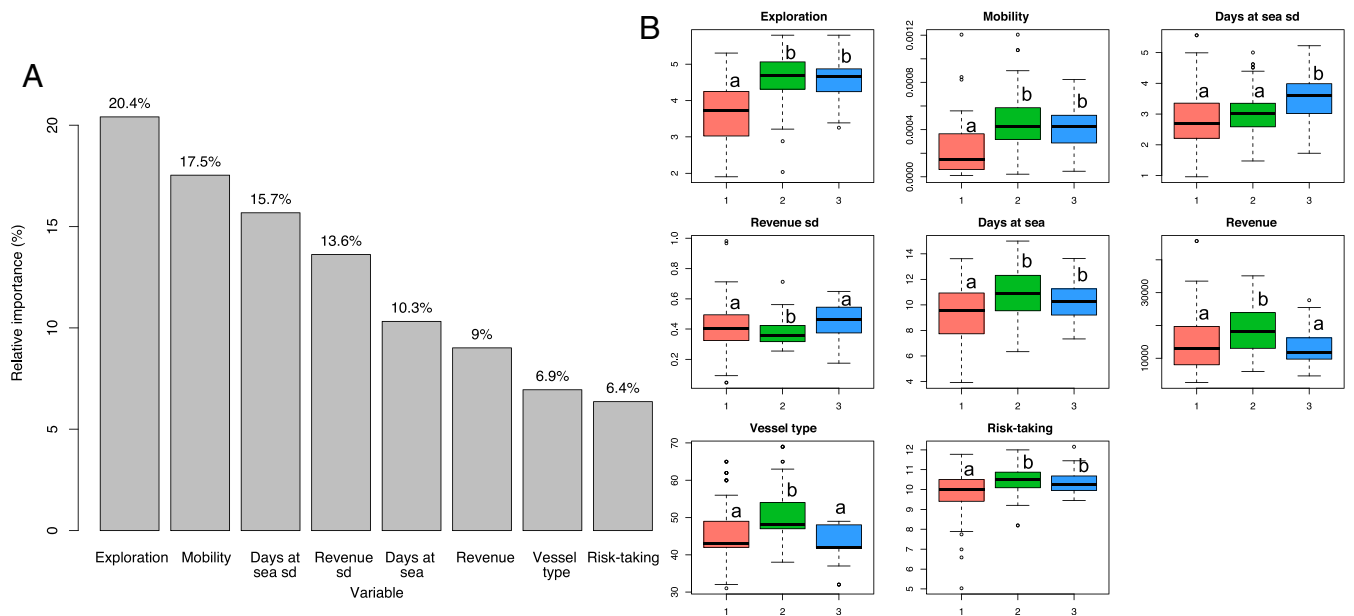 A
Relative importance (%)
20
15
10
5
0
20.4%
17.5%
15.7%
13.6%
10.3%
9%
6.9%
6.4%
Exploration
Mobility
Days at
sea sd
Revenue
sd
Days at
sea
Revenue
Vessel
type
Risk-taking
Variable
B
Exploration
5
4
3
2
a
b
b
1 2 3
Mobility
0.0012
0.0008
0.0004
0.0000
a
b
b
1 2 3
Days at sea sd
5
4
3
2
1
a
a
b
1 2 3
Revenue sd
1.0
0.8
0.6
0.4
0.2
a
b
a
1 2 3
Days at sea
14
12
10
8
6
4
a
b
b
1 2 3
Revenue
30000
10000
a
b
a
1 2 3
Vessel type
70
60
50
40
30
a
b
a
1 2 3
Risk-taking
12
11
10
9
8
7
6
5
a
b
b
1 2 3